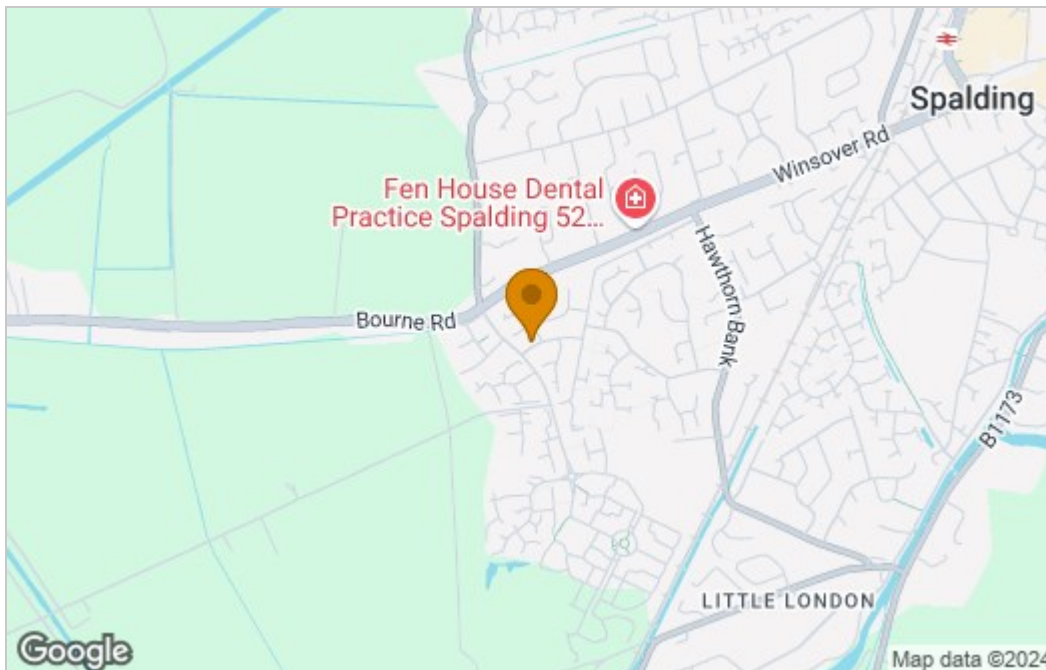 Spalding
Winsover Rd
Fen House Dental
Practice Spalding 52...
Hawthorn Bank
Bourne Rd
B1173
LITTLE LONDON
Google
Map data ©2024